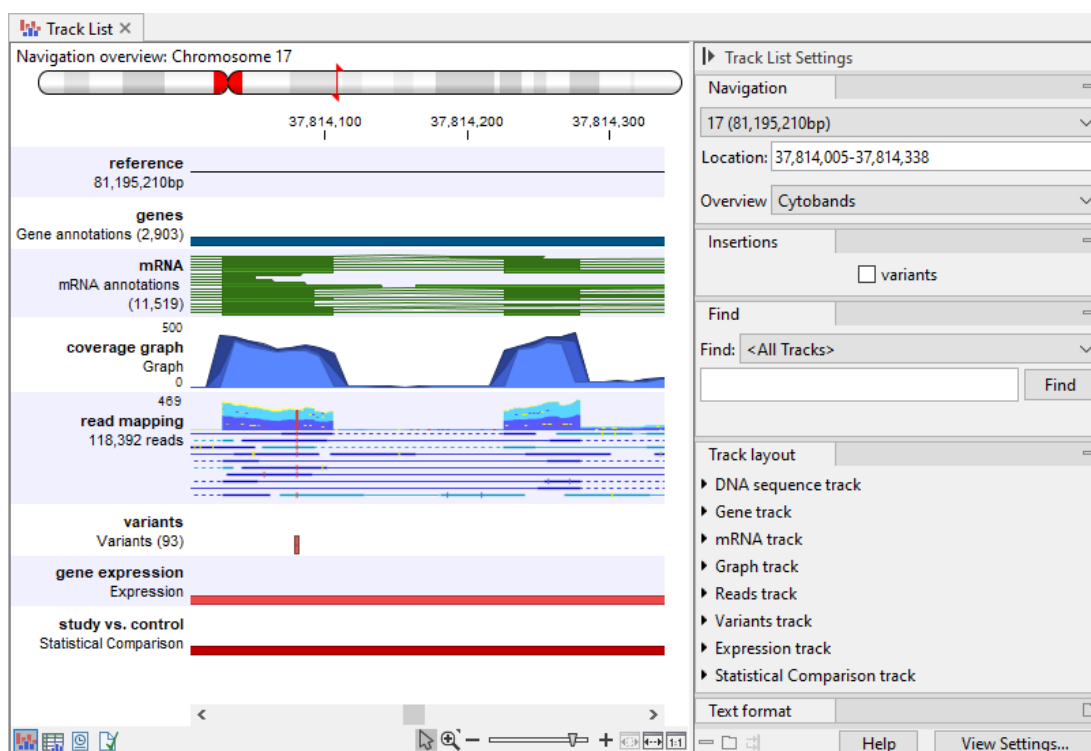 Track List
Navigation overview: Chromosome 17
37,814,100 37,814,200 37,814,300
reference
81,195,210bp
genes
Gene annotations (2,903)
mRNA
mRNA annotations
(11,519)
500
coverage graph
Graph
0
469
read mapping
118,392 reads
variants
Variants (93)
gene expression
Expression
study vs. control
Statistical Comparison
1:1
Track List Settings
Navigation
17 (81,195,210bp)
Location: 37,814,005-37,814,338
Overview Cytobands
Insertions
variants
Find
Find: <All Tracks>
Find
Track layout
DNA sequence track
Gene track
mRNA track
Graph track
Reads track
Variants track
Expression track
Statistical Comparison track
Text format
Help View Settings...